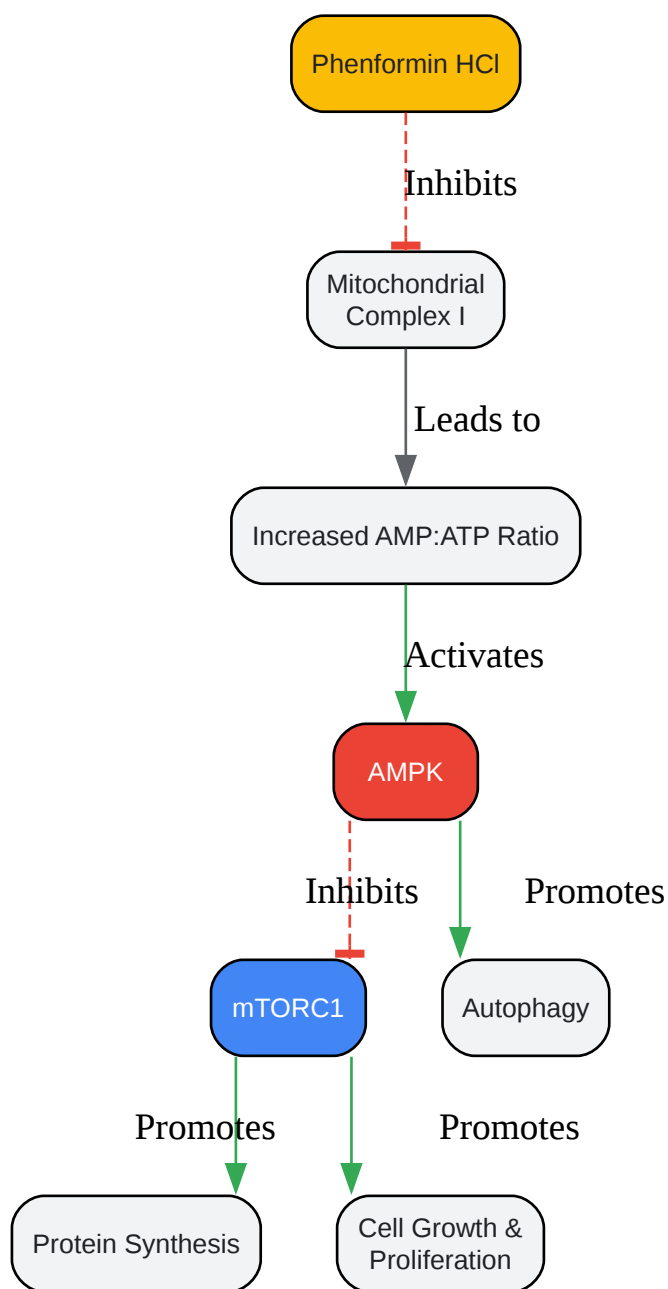 Phenformin HCl
Inhibits
Mitochondrial
Complex I
Leads to
Increased AMP:ATP Ratio
Activates
AMPK
Inhibits
Promotes
mTORC1
Autophagy
Promotes
Promotes
Protein Synthesis
Cell Growth &
Proliferation